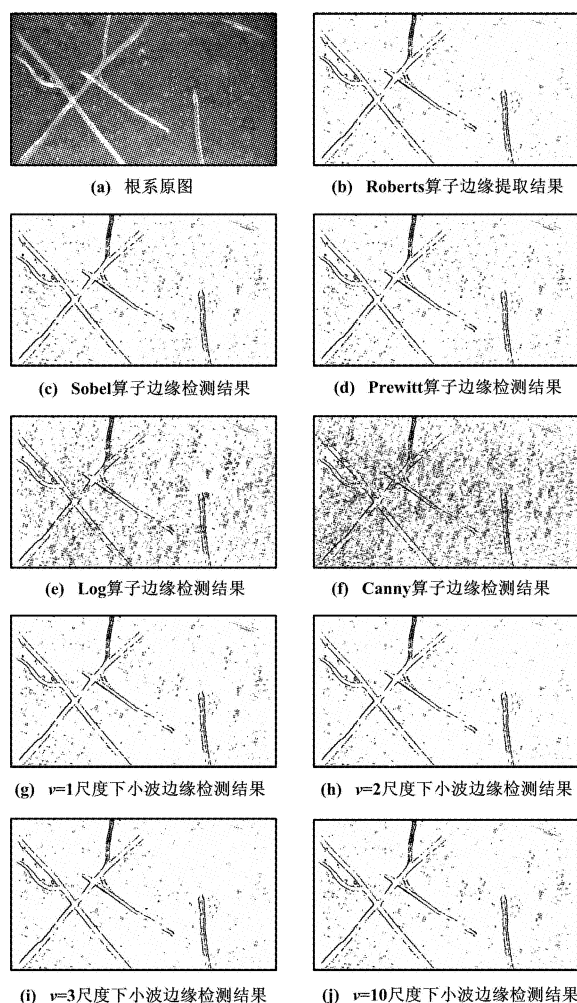 (a) 根系原图
(b) Roberts算子边缘提取结果
(c) Sobel算子边缘检测结果
(d) Prewitt算子边缘检测结果
(e) Log算子边缘检测结果
(f) Canny算子边缘检测结果
(g) v=1尺度下小波边缘检测结果
(h) v=2尺度下小波边缘检测结果
(i) v=3尺度下小波边缘检测结果
(j) v=10尺度下小波边缘检测结果